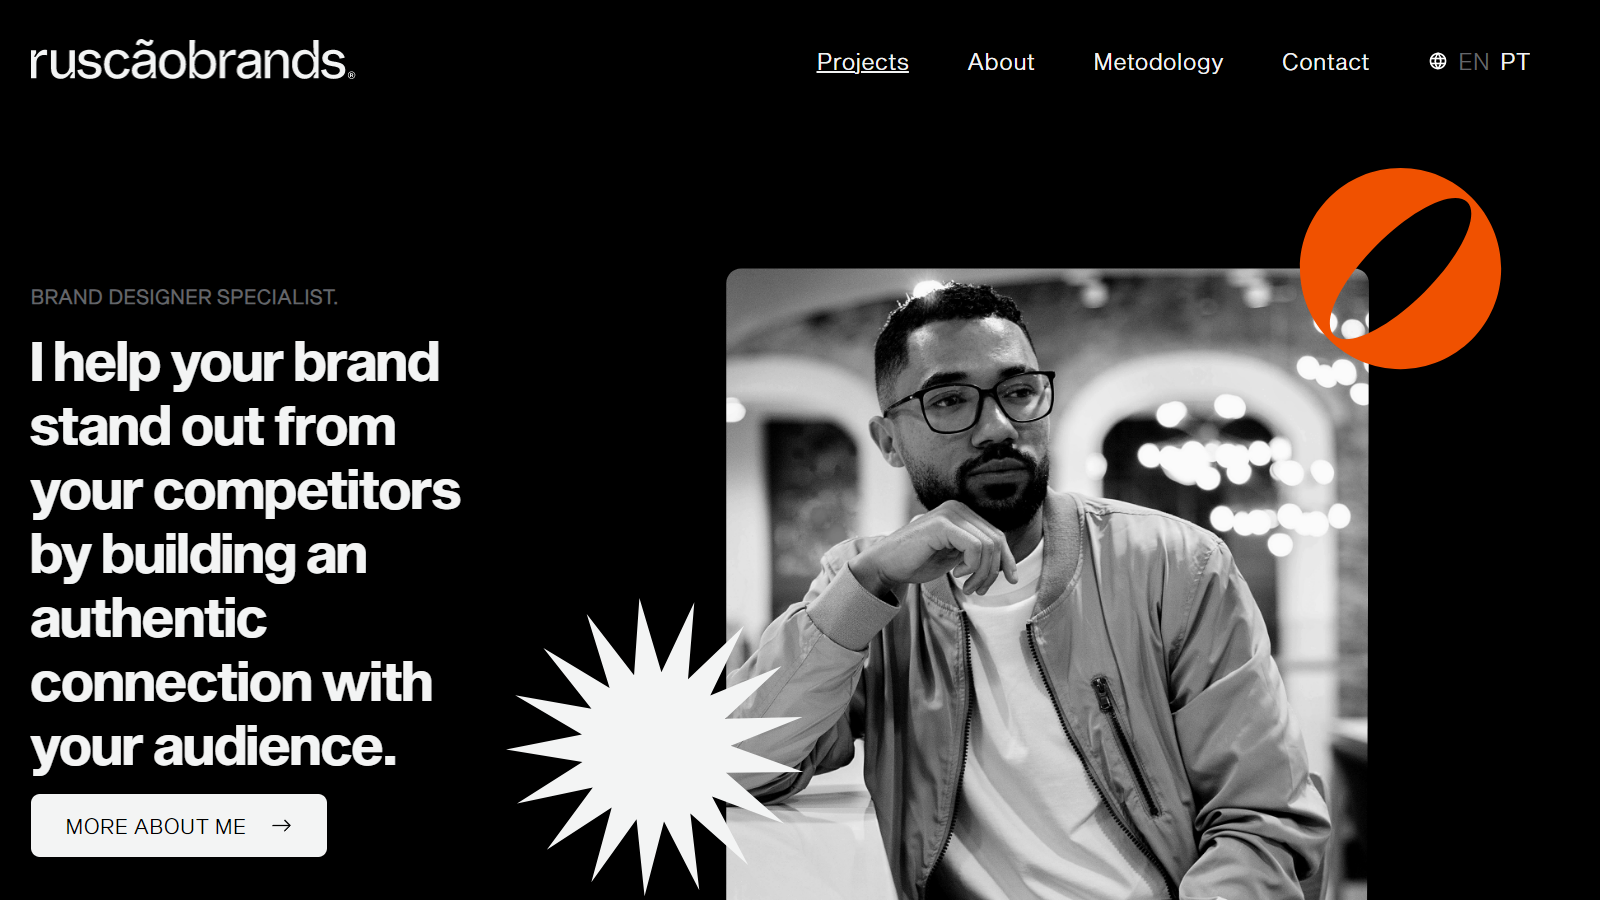 ruscãobrands®
Projects
About
Metodology
Contact
EN PT
BRAND DESIGNER SPECIALIST.
I help your brand
stand out from
your competitors
by building an
authentic
connection with
your audience.
MORE ABOUT ME →